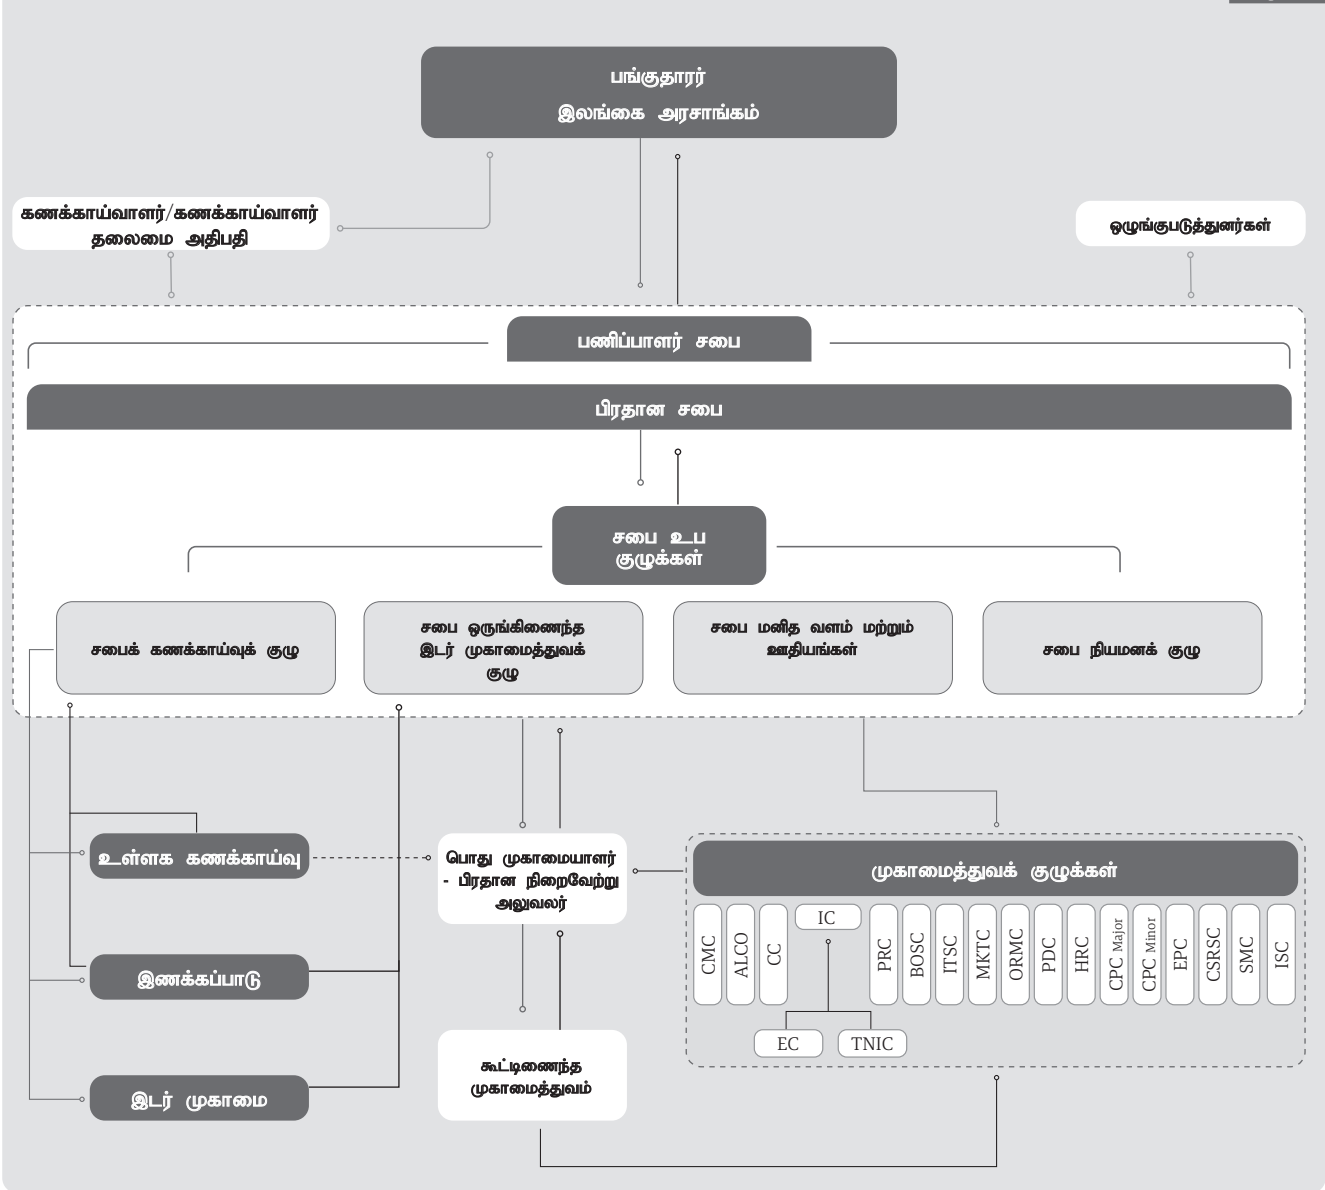 பங்குதாரர்
இலங்கை அரசாங்கம்
கணக்காய்வாளர்/கணக்காய்வாளர்
தலைமை அதிபதி
ஒழுங்குபடுத்துனர்கள்
பணிப்பாளர் சபை
பிரதான சபை
சபை உப
குழுக்கள்
சபைக் கணக்காய்வுக் குழு
சபை ஒருங்கிணைந்த
இடர் முகாமைத்துவக்
குழு
சபை மனித வளம் மற்றும்
ஊதியங்கள்
சபை நியமனக் குழு
உள்ளக கணக்காய்வு
பொது முகாமையாளர்
- பிரதான நிறைவேற்று
அலுவலர்
முகாமைத்துவக் குழுக்கள்
CMC
ALCO
CC
IC
PRC
BOSC
ITSC
MKTC
ORMC
PDC
HRC
CPC Major
CPC Minor
EPC
CSRSC
SMC
ISC
EC
TNIC
இணக்கப்பாடு
கூட்டிணைந்த
முகாமைத்துவம்
இடர் முகாமை